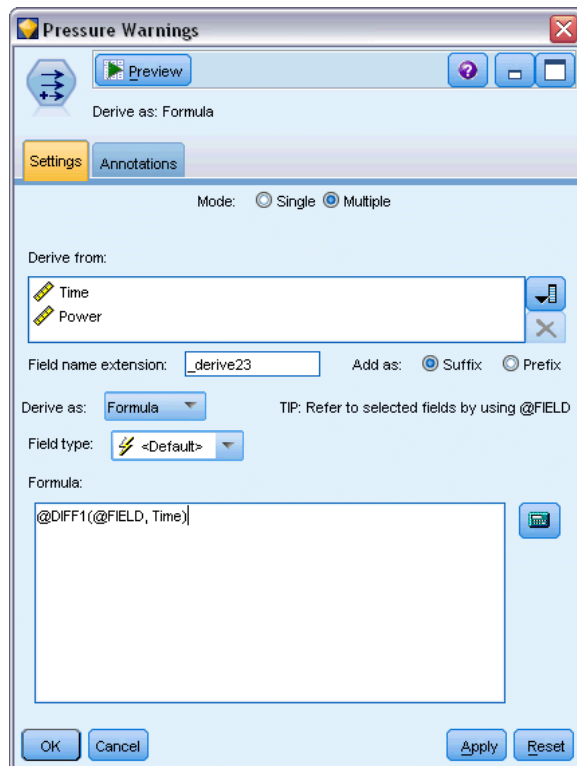 Pressure Warnings
Preview
Derive as: Formula
Settings Annotations
Mode: Single Multiple
Derive from:
Time
Power
Field name extension: _derive23 Add as: Suffix Prefix
Derive as: Formula TIP: Refer to selected fields by using @FIELD
Field type: <Default>
Formula:
@DIFF1(@FIELD, Time)
OK Cancel Apply Reset